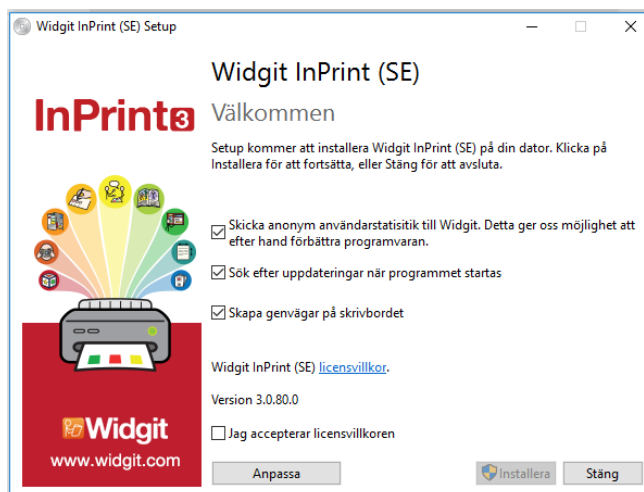 Widgit InPrint (SE) Setup
Widgit InPrint (SE)
InPrint3
Välkommen
Setup kommer att installera Widgit InPrint (SE) på din dator. Klicka på
Installera för att fortsätta, eller Stäng för att avsluta.
Skicka anonym användarstatisitik till Widgit. Detta ger oss möjlighet att
efter hand förbättra programvaran.
Sök efter uppdateringar när programmet startas
Skapa genvägar på skrivbordet
Widgit InPrint (SE) licensvillkor.
Version 3.0.80.0
Jag accepterar licensvillkoren
Widgit
www.widgit.com
Anpassa
Installera
Stäng